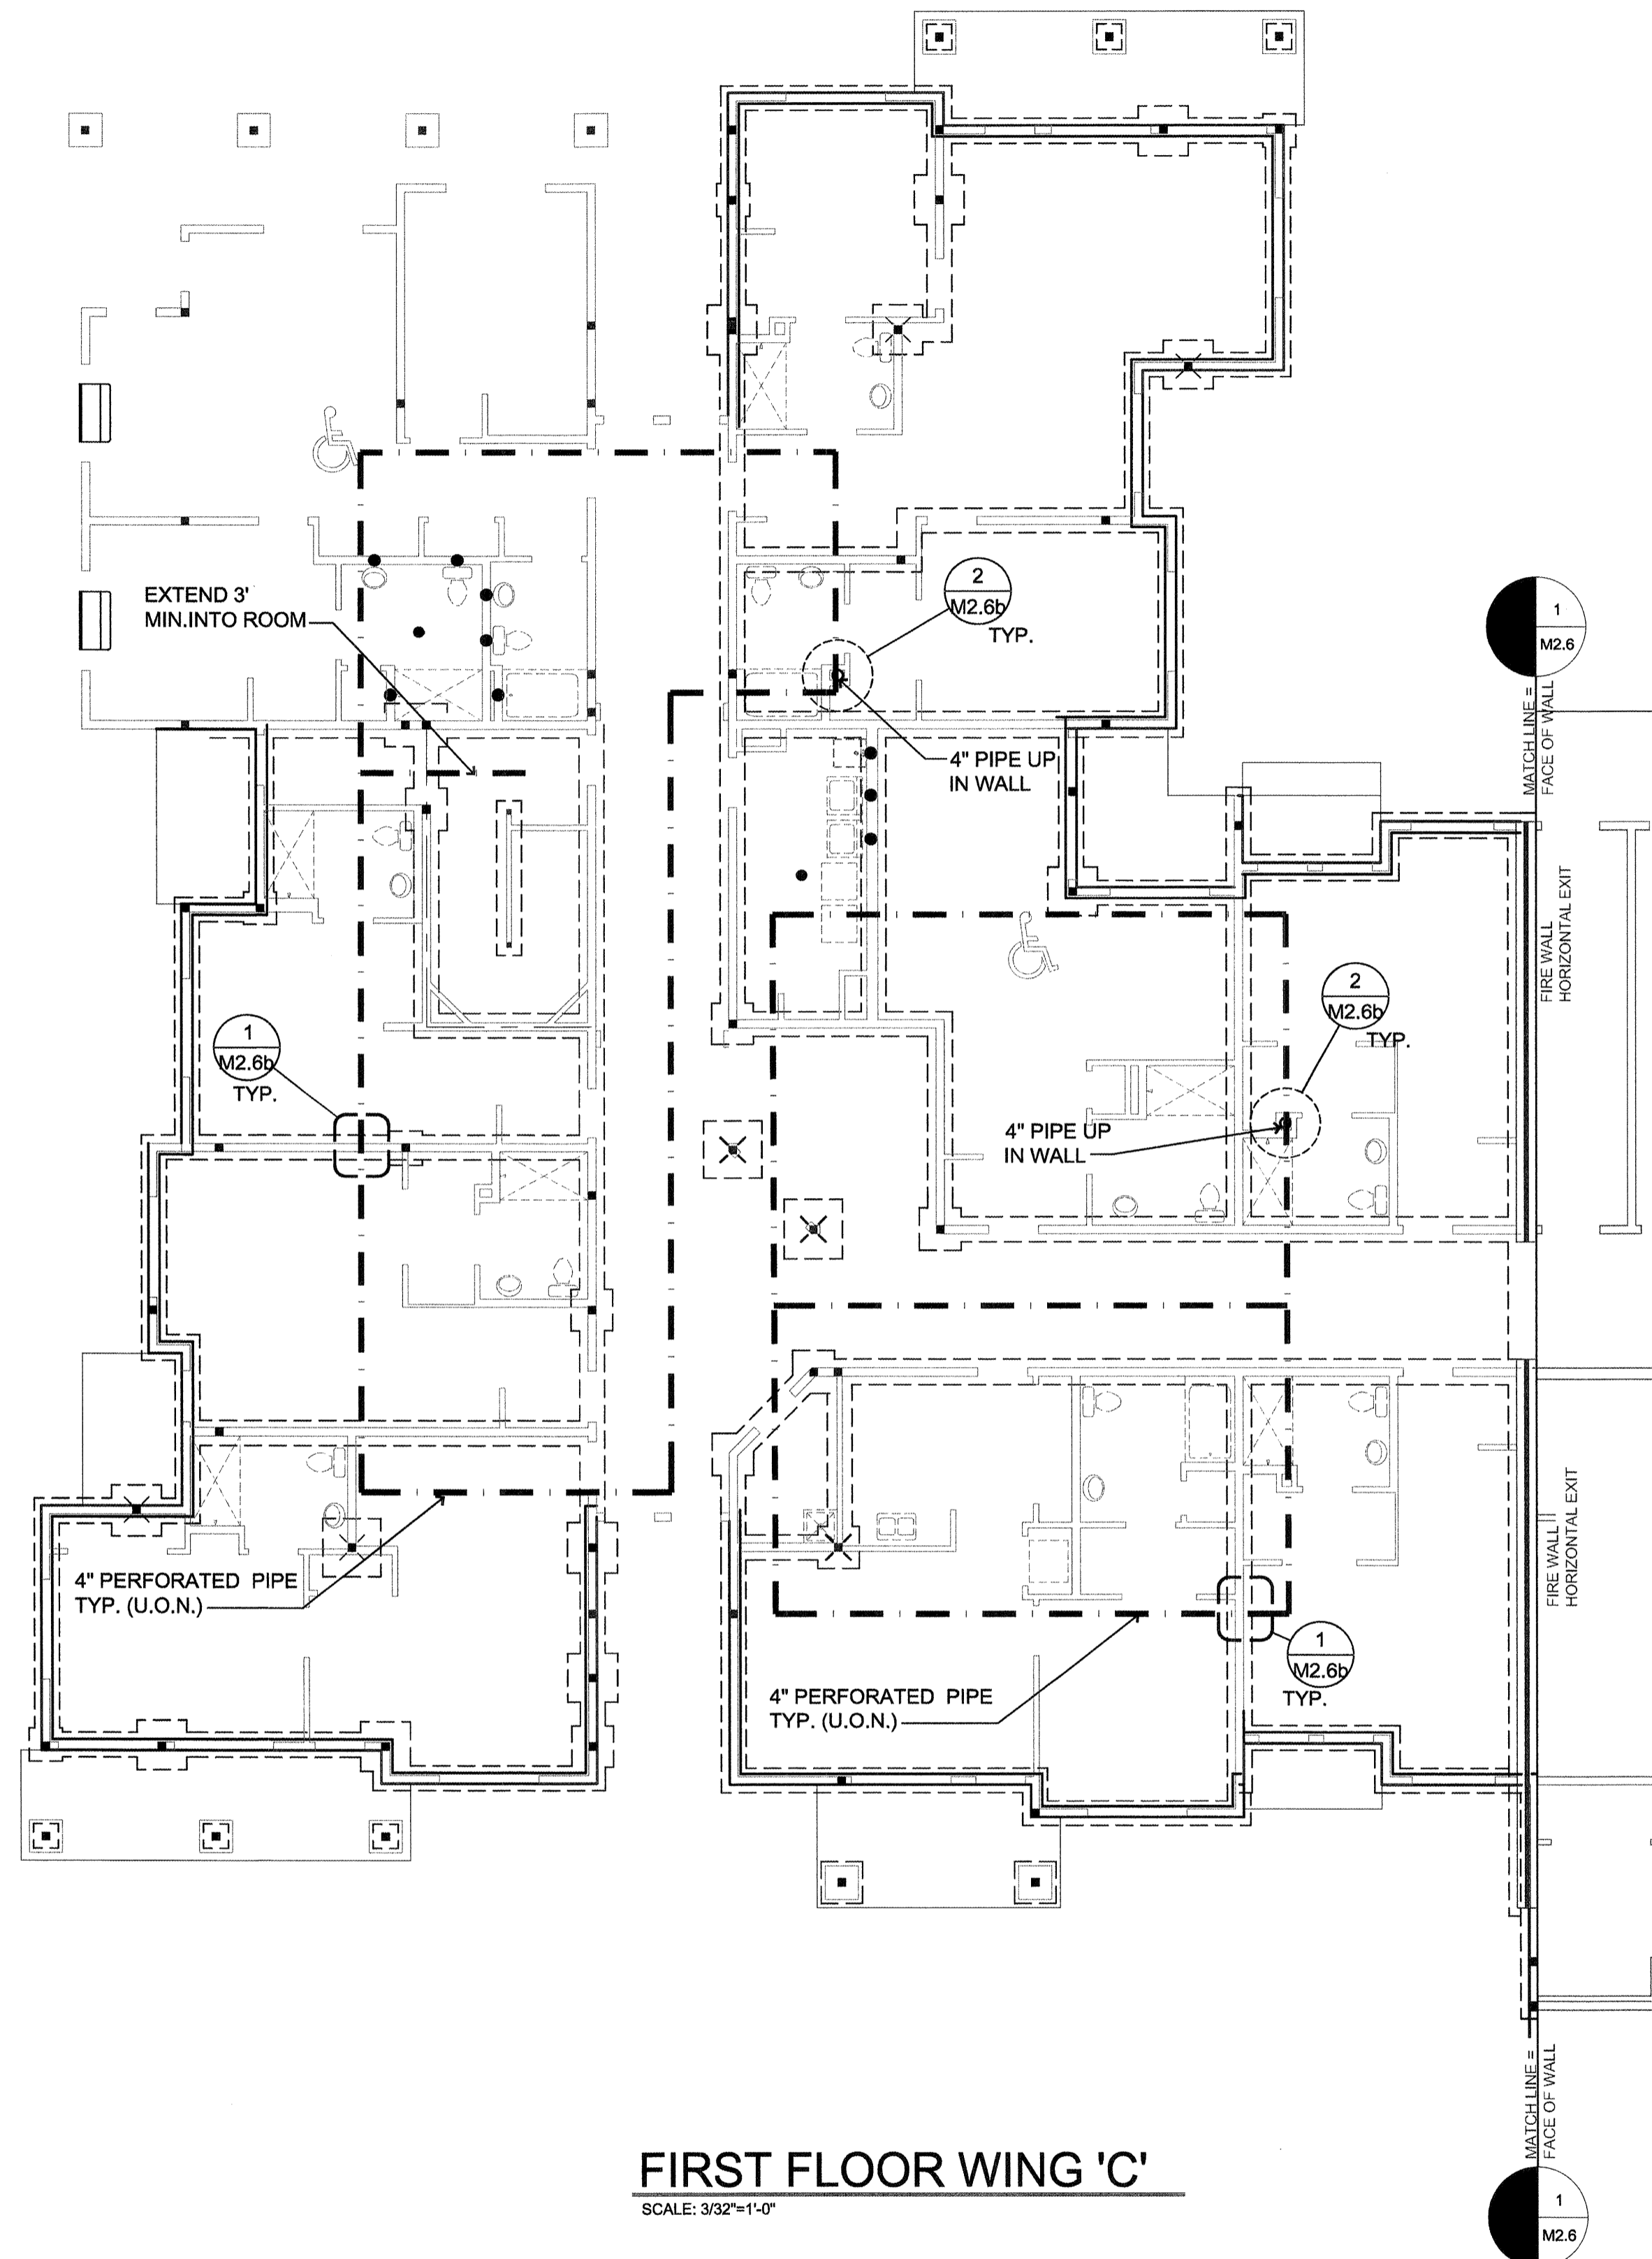 EXTEND 3'
MIN.INTO ROOM
2
M2.6b
TYP.
1
M2.6
MATCH LINE =
FACE OF WALL
4" PIPE UP
IN WALL
FIRE WALL
HORIZONTAL EXIT
2
M2.6b
TYP.
1
M2.6b
TYP.
4" PIPE UP
IN WALL
FIRE WALL
HORIZONTAL EXIT
4" PERFORATED PIPE
TYP. (U.O.N.)
1
M2.6b
TYP.
4" PERFORATED PIPE
TYP. (U.O.N.)
MATCH LINE =
FACE OF WALL
FIRST FLOOR WING 'C'
SCALE: 3/32"=1'-0"
1
M2.6